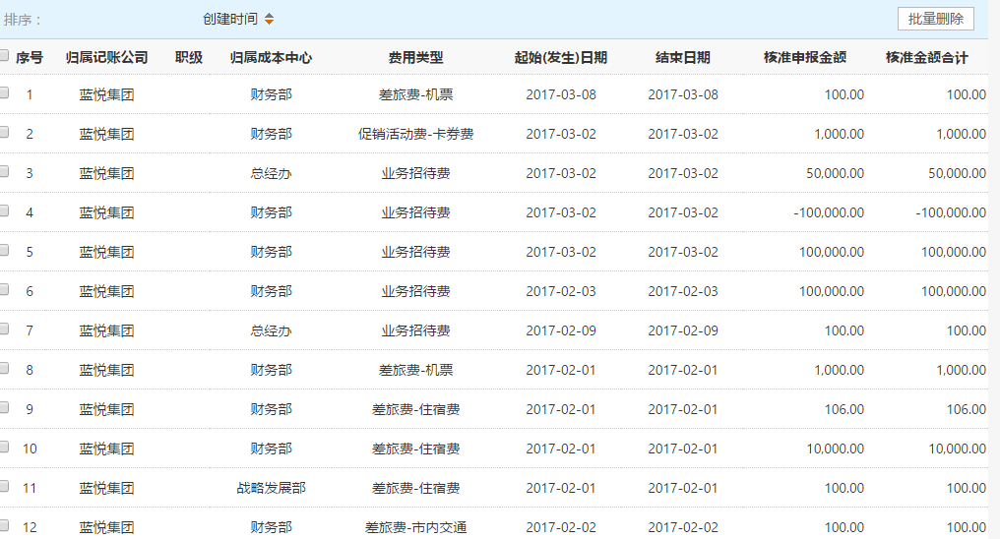 排序： 创建时间 批量删除
序号 归属记账公司 职级 归属成本中心 费用类型 起始(发生)日期 结束日期 核准申报金额 核准金额合计
1 蓝悦集团 财务部 差旅费-机票 2017-03-08 2017-03-08 100.00 100.00
2 蓝悦集团 财务部 促销活动费-卡券费 2017-03-02 2017-03-02 1,000.00 1,000.00
3 蓝悦集团 总经办 业务招待费 2017-03-02 2017-03-02 50,000.00 50,000.00
4 蓝悦集团 财务部 业务招待费 2017-03-02 2017-03-02 -100,000.00 -100,000.00
5 蓝悦集团 财务部 业务招待费 2017-03-02 2017-03-02 100,000.00 100,000.00
6 蓝悦集团 财务部 业务招待费 2017-02-03 2017-02-03 100,000.00 100,000.00
7 蓝悦集团 总经办 业务招待费 2017-02-09 2017-02-09 100.00 100.00
8 蓝悦集团 财务部 差旅费-机票 2017-02-01 2017-02-01 1,000.00 1,000.00
9 蓝悦集团 财务部 差旅费-住宿费 2017-02-01 2017-02-01 106.00 106.00
10 蓝悦集团 财务部 差旅费-住宿费 2017-02-01 2017-02-01 10,000.00 10,000.00
11 蓝悦集团 战略发展部 差旅费-住宿费 2017-02-01 2017-02-01 100.00 100.00
12 蓝悦集团 财务部 差旅费-市内交通 2017-02-02 2017-02-02 100.00 100.00